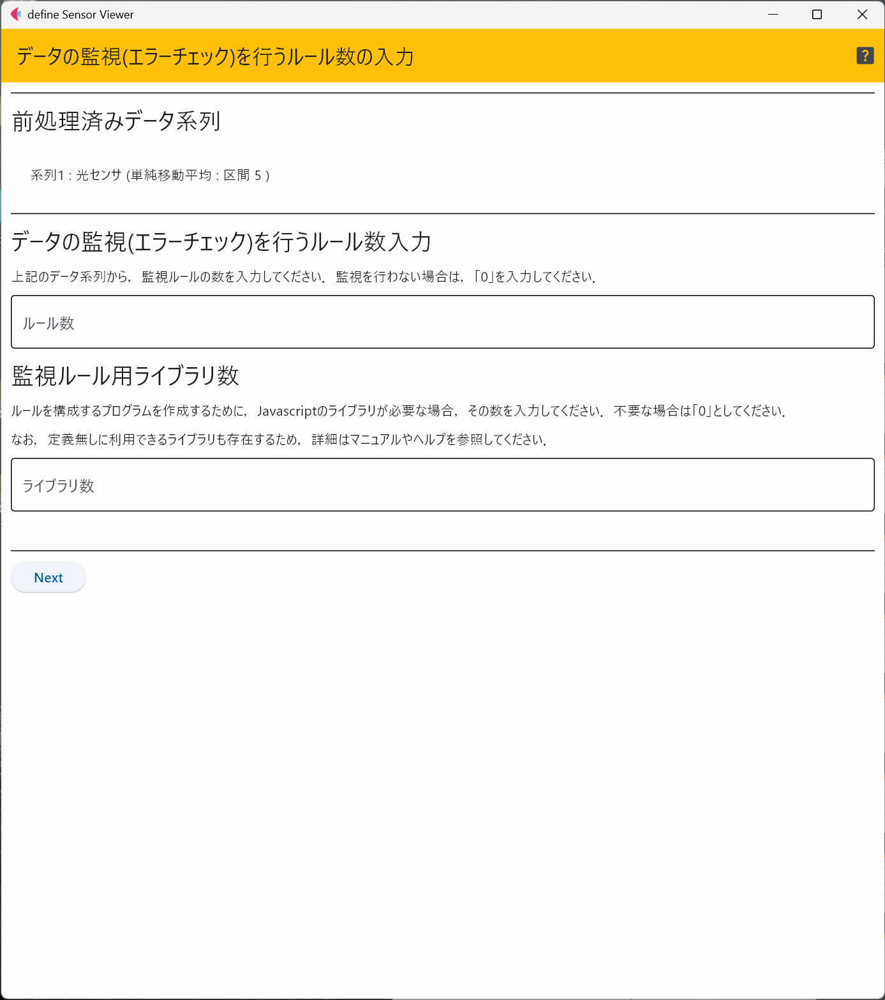 define Sensor Viewer
データの監視(エラーチェック)を行うルール数の入力
?
前処理済みデータ系列
系列1 : 光センサ (単純移動平均 : 区間 5 )
データの監視(エラーチェック)を行うルール数入力
上記のデータ系列から，監視ルールの数を入力してください．監視を行わない場合は，「0」を入力してください．
ルール数
監視ルール用ライブラリ数
ルールを構成するプログラムを作成するために，Javascriptのライブラリが必要な場合，その数を入力してください．不要な場合は「0」としてください．
なお，定義無しに利用できるライブラリも存在するため，詳細はマニュアルやヘルプを参照してください．
ライブラリ数
Next